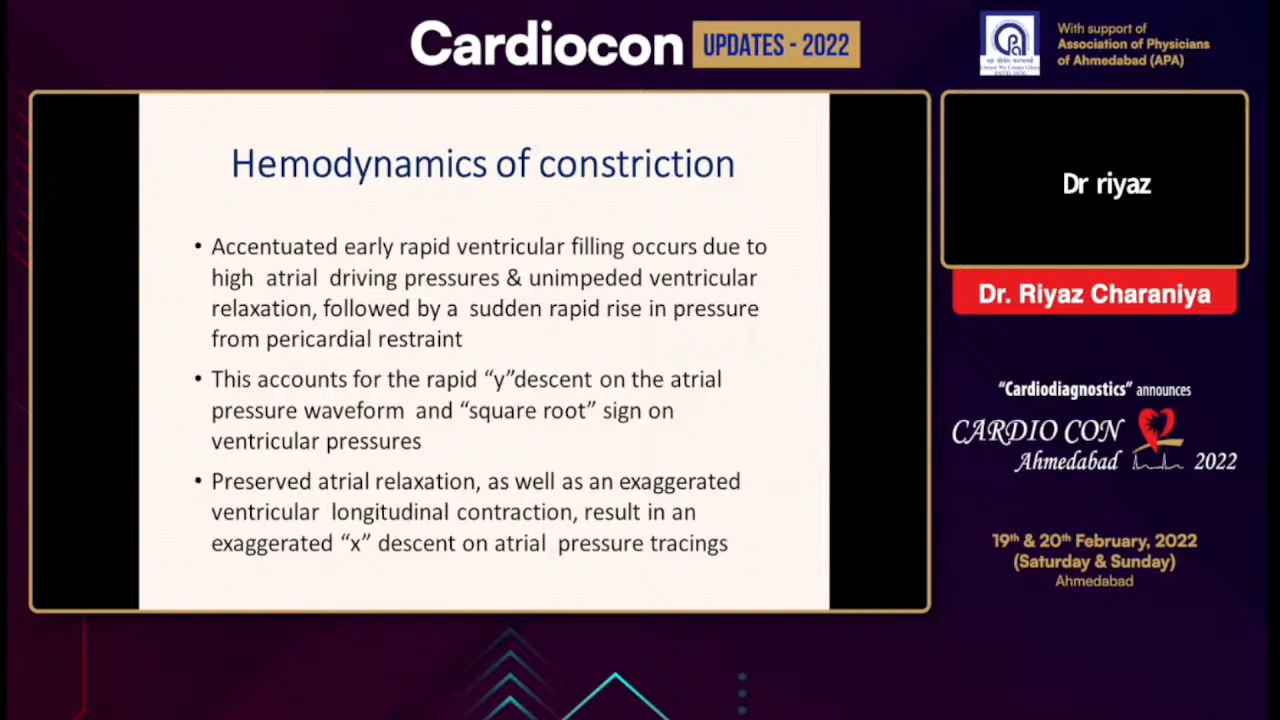 Cardiocon UPDATES - 2022
With support of
Association of Physicians
of Ahmedabad (APA)
Hemodynamics of constriction
• Accentuated early rapid ventricular filling occurs due to
high atrial driving pressures & unimpeded ventricular
relaxation, followed by a sudden rapid rise in pressure
from pericardial restraint
• This accounts for the rapid “y”descent on the atrial
pressure waveform and “square root” sign on
ventricular pressures
• Preserved atrial relaxation, as well as an exaggerated
ventricular longitudinal contraction, result in an
exaggerated “x” descent on atrial pressure tracings
Dr riyaz
Dr. Riyaz Charaniya
“Cardiodiagnostics” announces
CARDIO CON
Ahmedabad 2022
19th & 20th February, 2022
(Saturday & Sunday)
Ahmedabad